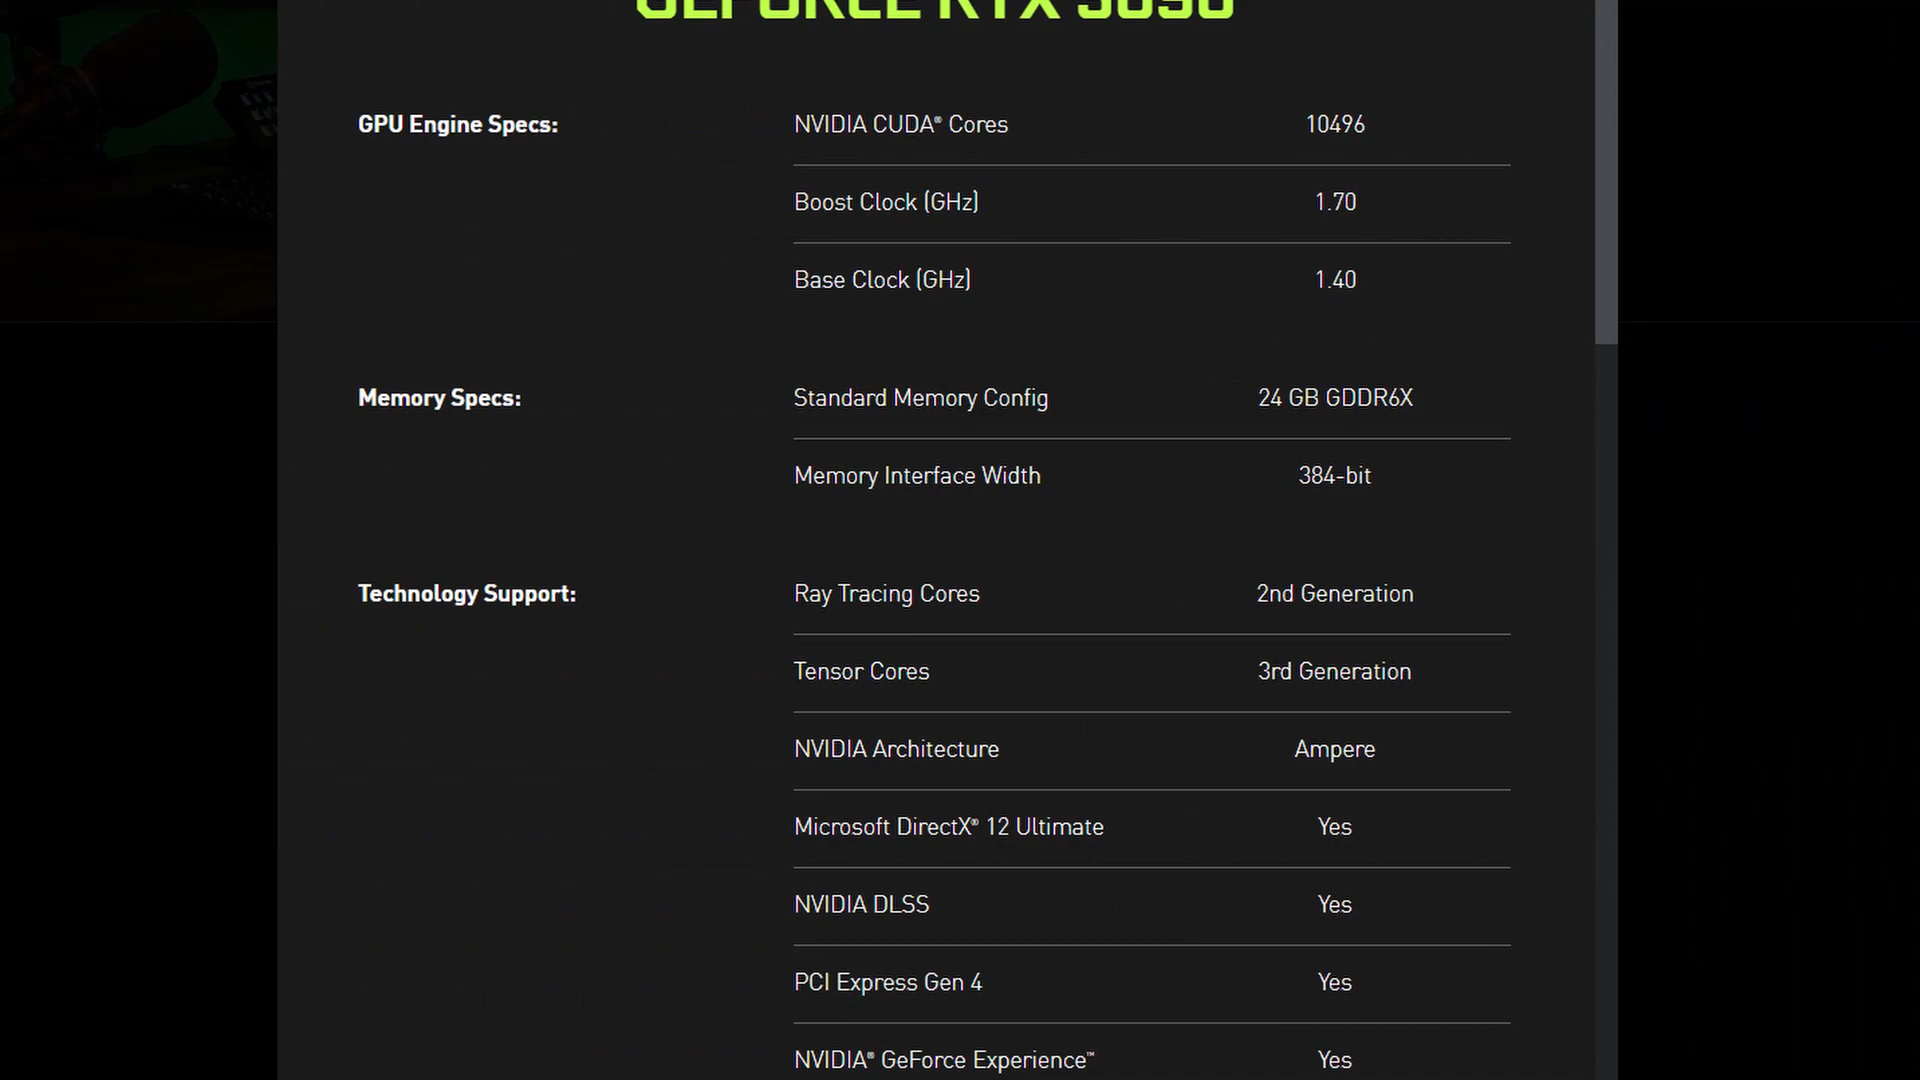 GEFORCE RTX 3090
GPU Engine Specs:
NVIDIA CUDA® Cores 10496
Boost Clock (GHz) 1.70
Base Clock (GHz) 1.40
Memory Specs:
Standard Memory Config 24 GB GDDR6X
Memory Interface Width 384-bit
Technology Support:
Ray Tracing Cores 2nd Generation
Tensor Cores 3rd Generation
NVIDIA Architecture Ampere
Microsoft DirectX® 12 Ultimate Yes
NVIDIA DLSS Yes
PCI Express Gen 4 Yes
NVIDIA® GeForce Experience™ Yes